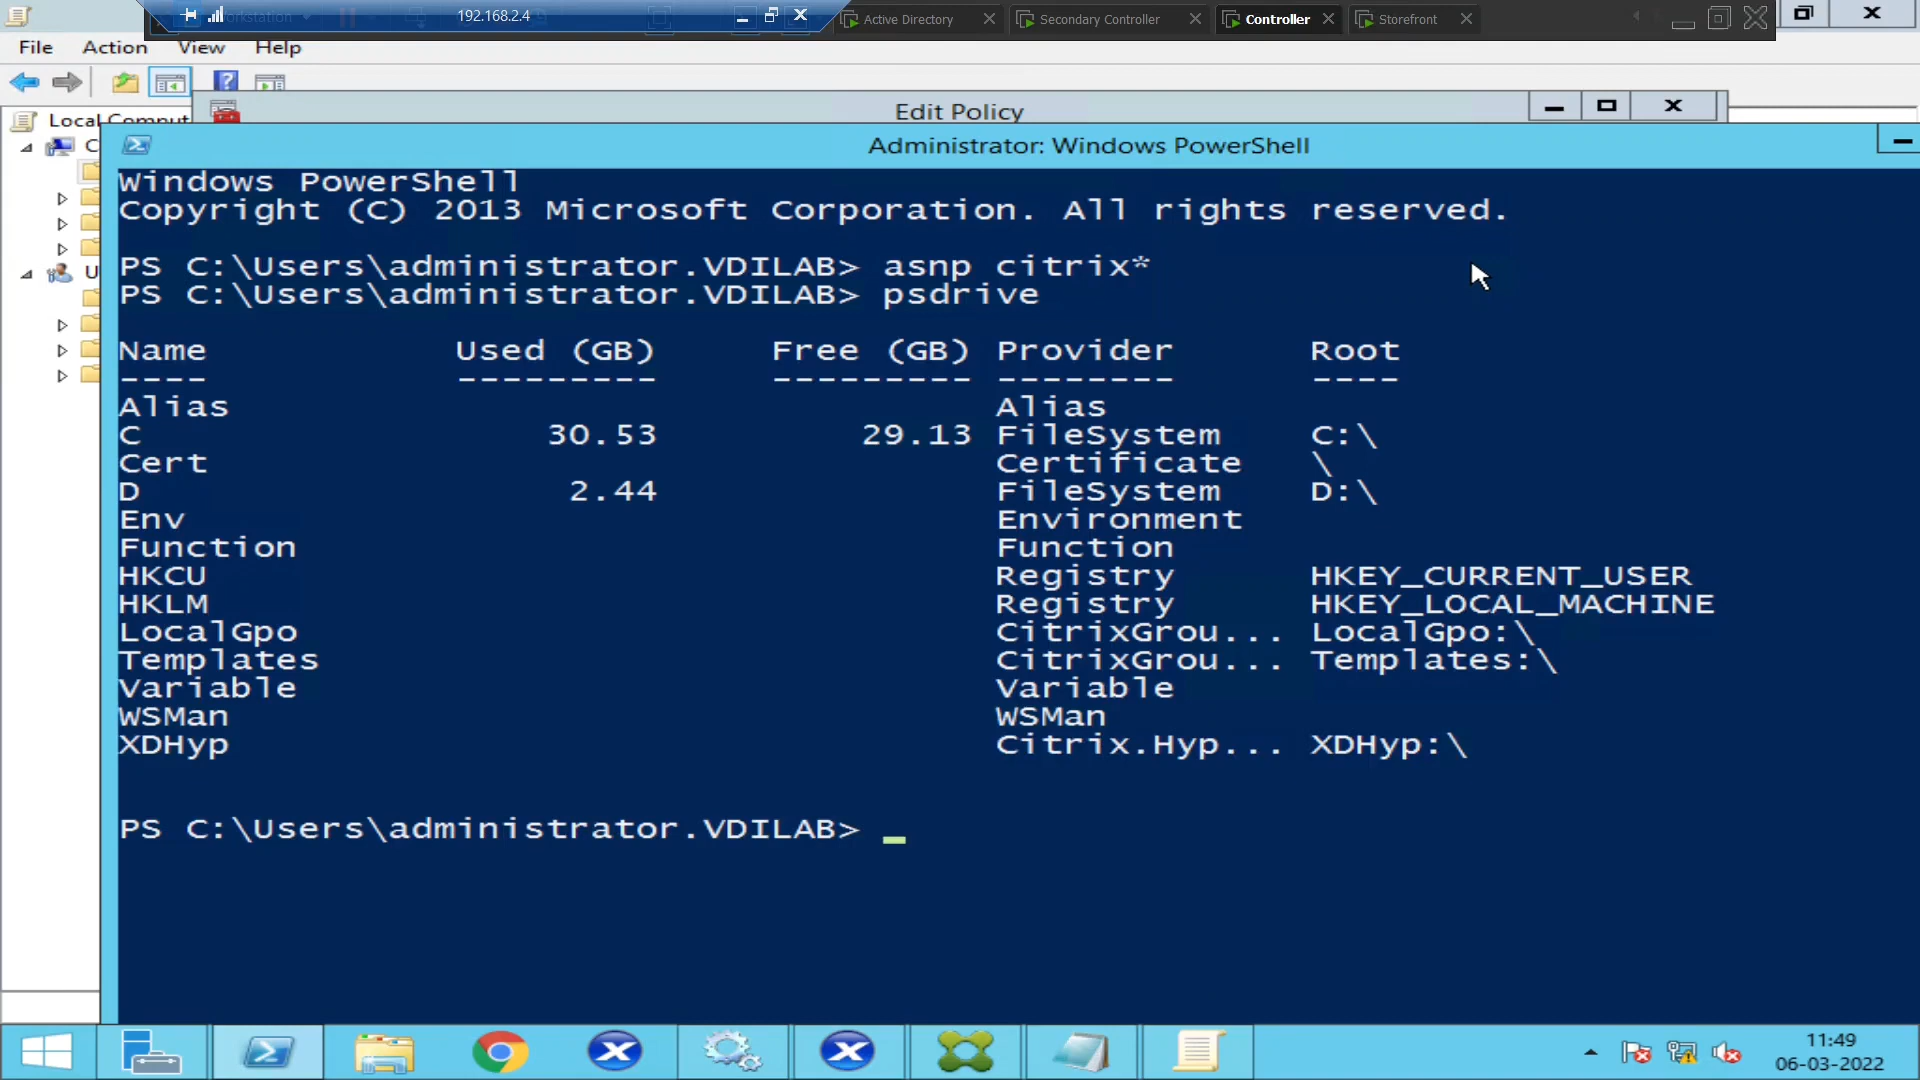 Workstation
192.168.2.4
Active Directory
Secondary Controller
Controller
Storefront
File Action View Help
Edit Policy
Local Comput
C
U
Administrator: Windows PowerShell
Windows PowerShell
Copyright (C) 2013 Microsoft Corporation. All rights reserved.
PS C:\Users\administrator.VDILAB> asnp citrix*
PS C:\Users\administrator.VDILAB> psdrive
Name Used (GB) Free (GB) Provider Root
---- --------- --------- -------- ----
Alias Alias
C 30.53 29.13 FileSystem C:\
Cert Certificate \
D 2.44 FileSystem D:\
Env Environment
Function Function
HKCU Registry HKEY_CURRENT_USER
HKLM Registry HKEY_LOCAL_MACHINE
LocalGpo CitrixGrou... LocalGpo:\
Templates CitrixGrou... Templates:\
Variable Variable
WSMan WSMan
XDHyp Citrix.Hyp... XDHyp:\
PS C:\Users\administrator.VDILAB>
11:49
06-03-2022